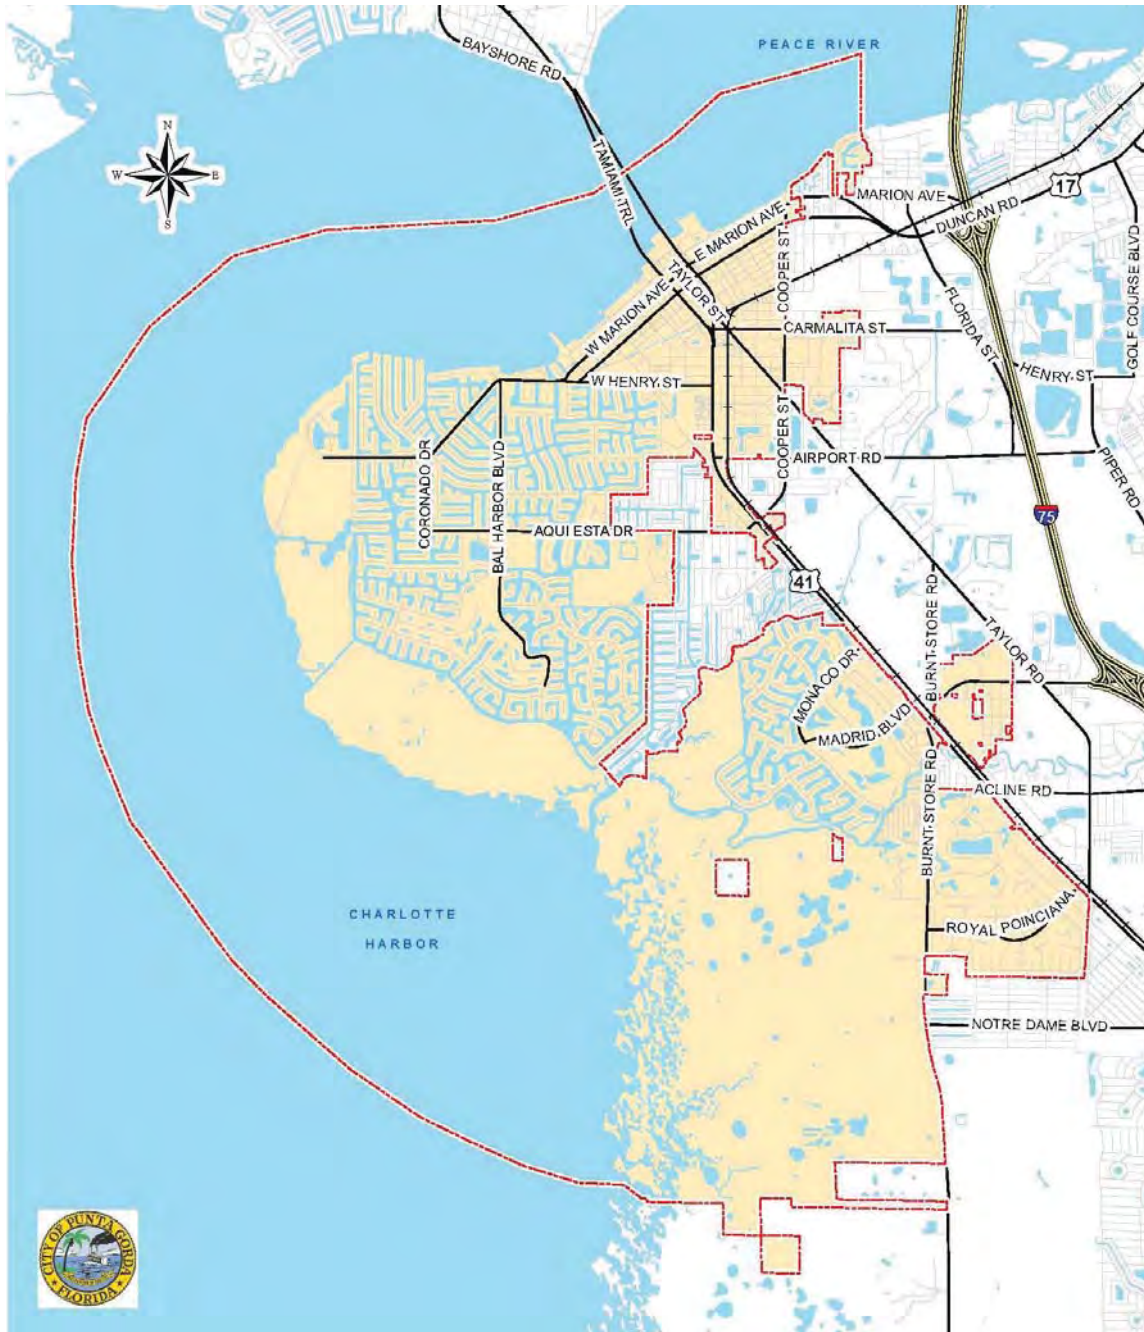 PEACE RIVER
BAYSHORE RD
N
W
E
S
TAMIAMI TRL
17
MARION AVE
DUNCAN RD
E MARION AVE
COOPER ST
GOLF COURSE BLVD
TAYLOR ST
W MARION AVE
FLORIDA ST
CARMALITA ST
HENRY ST
W HENRY ST
COOPER ST
CORONADO DR
BAL HARBOR BLVD
AIRPORT RD
PIPER RD
75
AQUI ESTA DR
41
BURNT STORE RD
TAYLOR RD
MONACO DR
MADRID BLVD
BURNT STORE RD
ACLINE RD
CHARLOTTE
HARBOR
ROYAL POINCIANA
NOTRE DAME BLVD
CITY OF PUNTA GORDA
FLORIDA